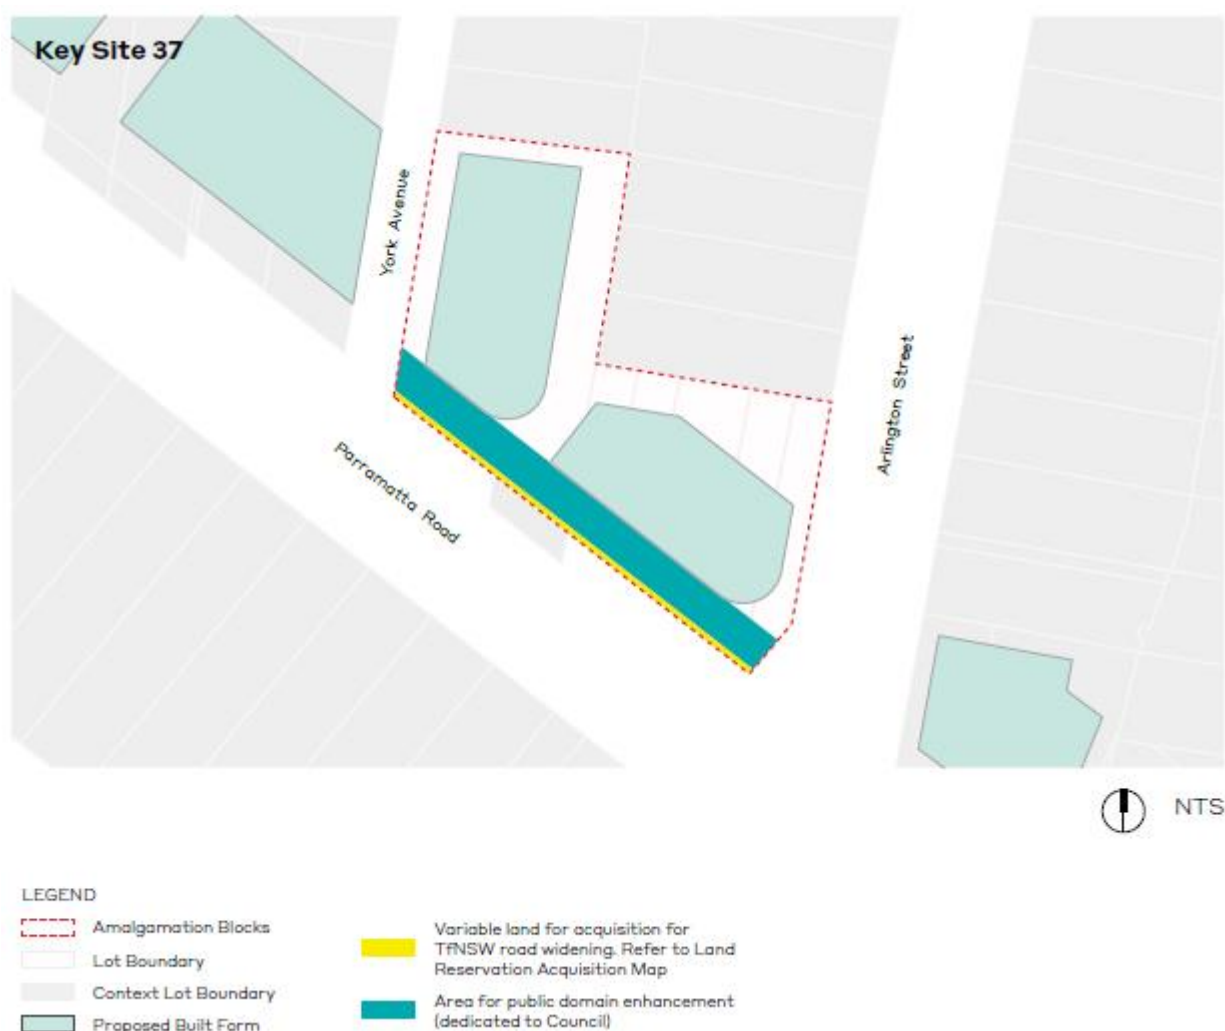 Key Site 37
York Avenue
Arlington Street
Parramatta Road
NTS
LEGEND
Amalgamation Blocks
Lot Boundary
Context Lot Boundary
Proposed Built Form
Variable land for acquisition for
TfNSW road widening. Refer to Land
Reservation Acquisition Map
Area for public domain enhancement
(dedicated to Council)